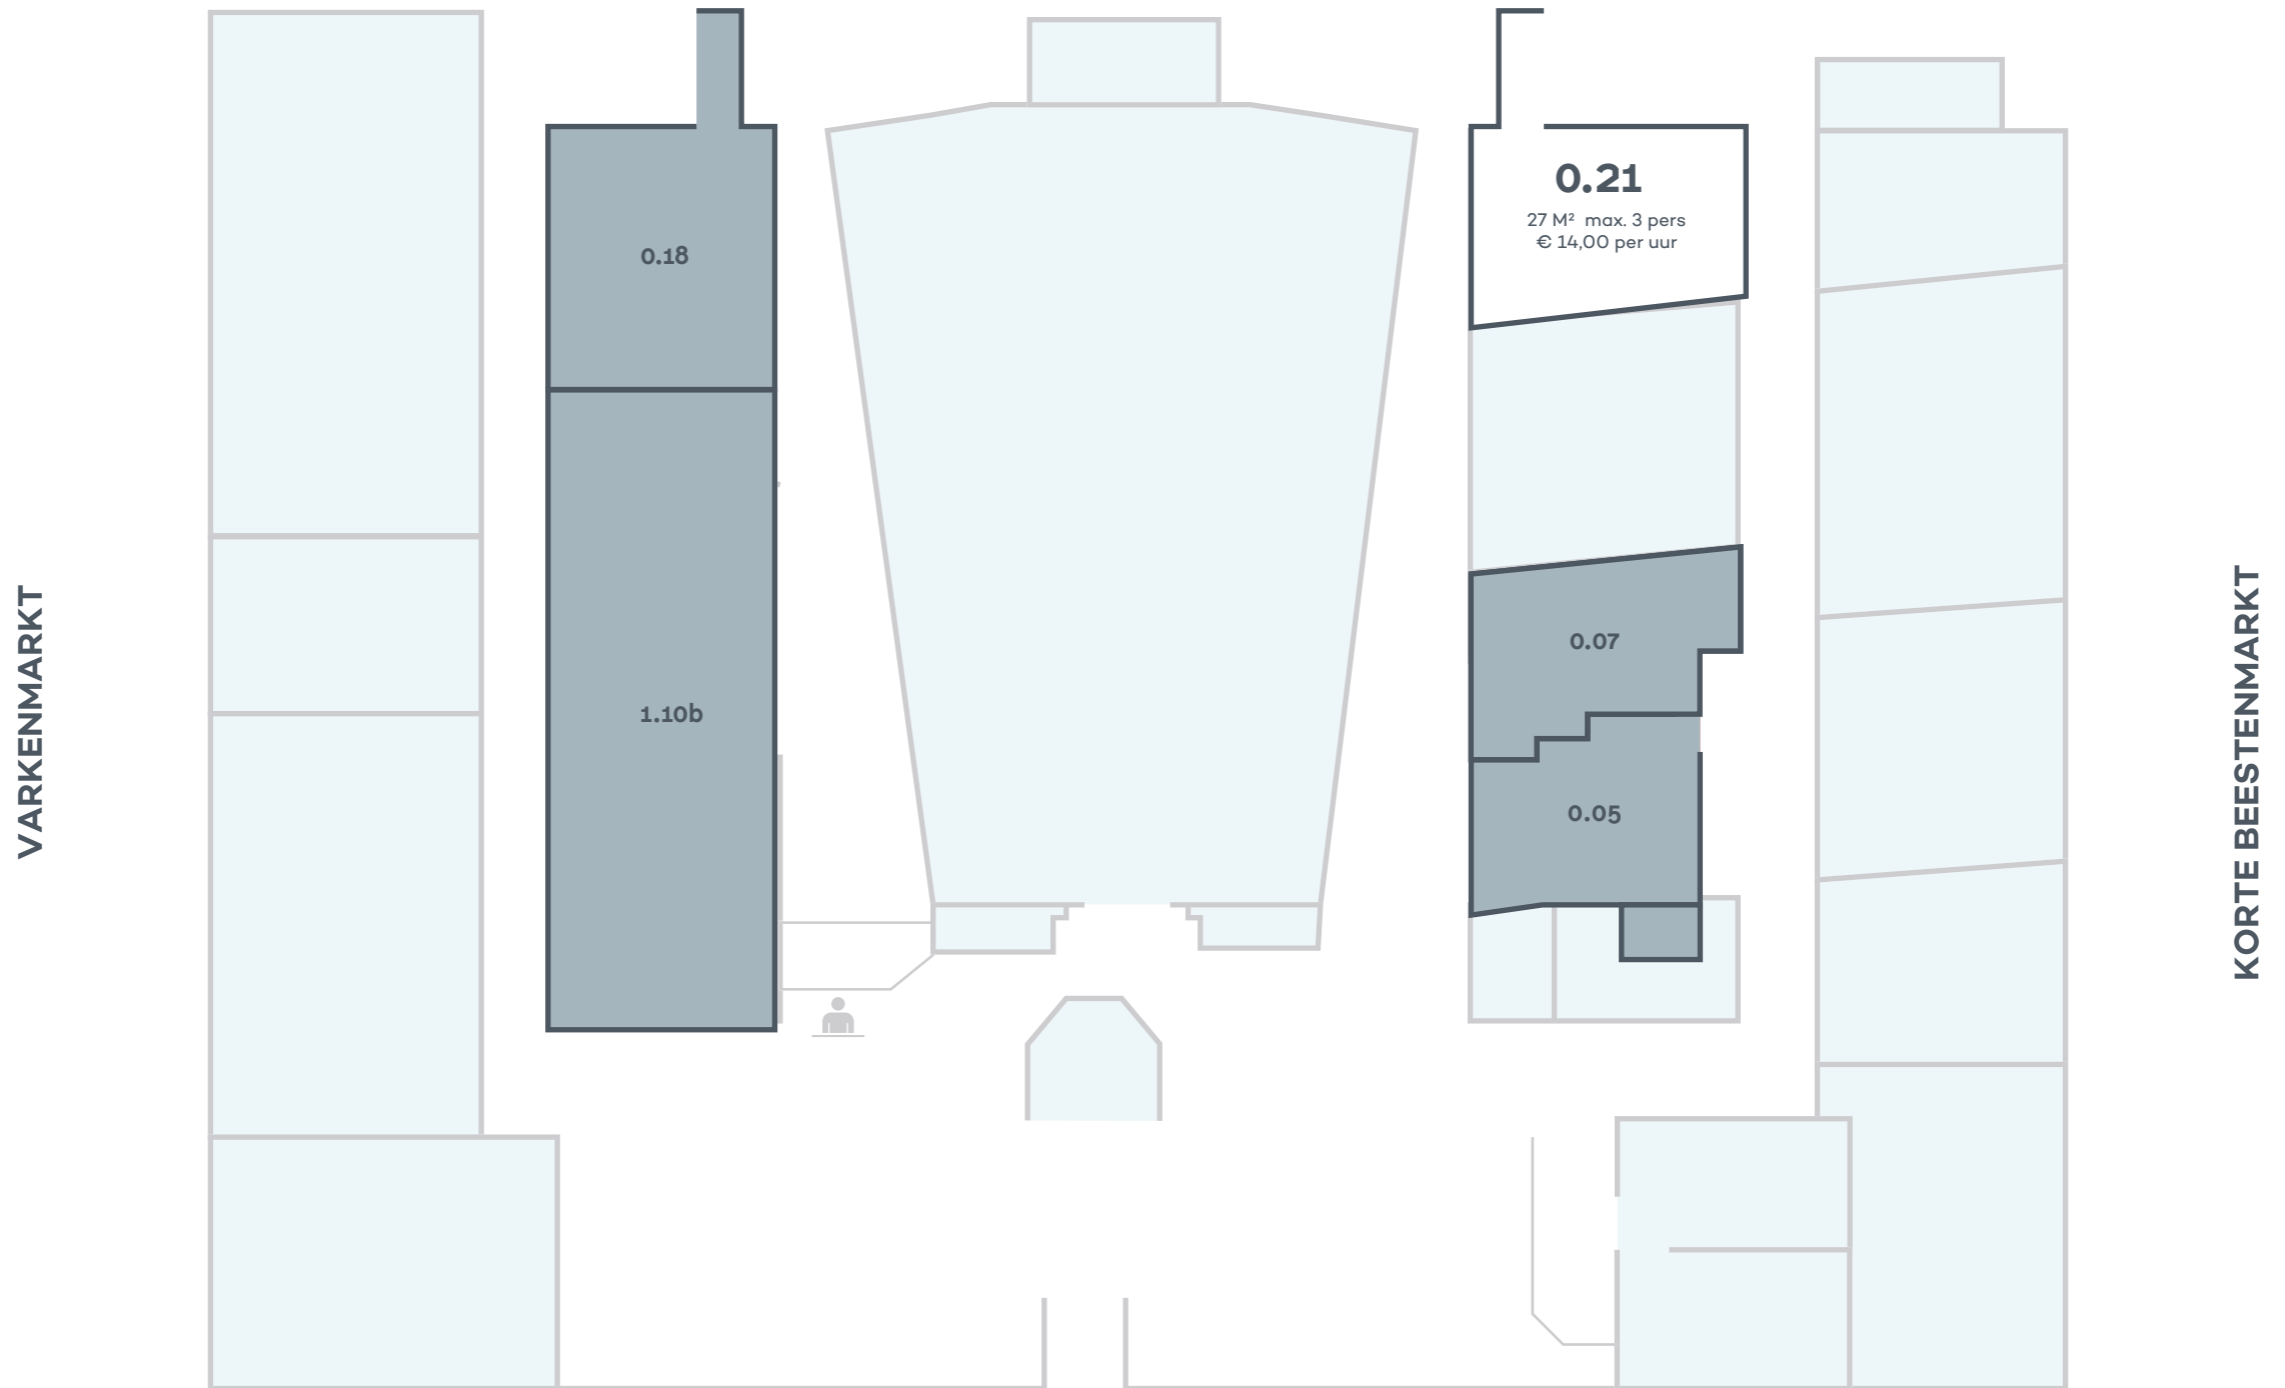 0.21
27 M² max. 3 pers
€ 14,00 per uur
0.18
0.07
1.10b
0.05
VARKENMARKT
KORTE BEESTENMARKT